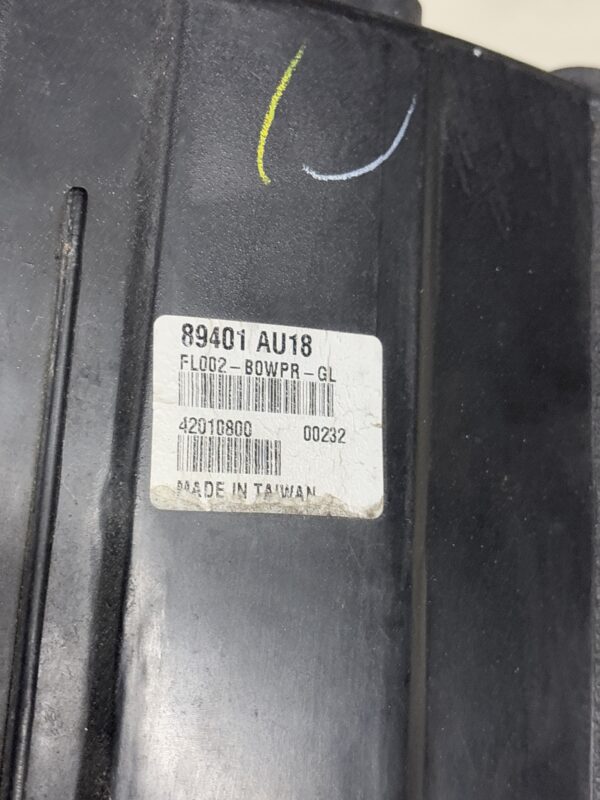 89401 AU18
FL002-B0WPR-GL
42010800 00232
MADE IN TAIWAN